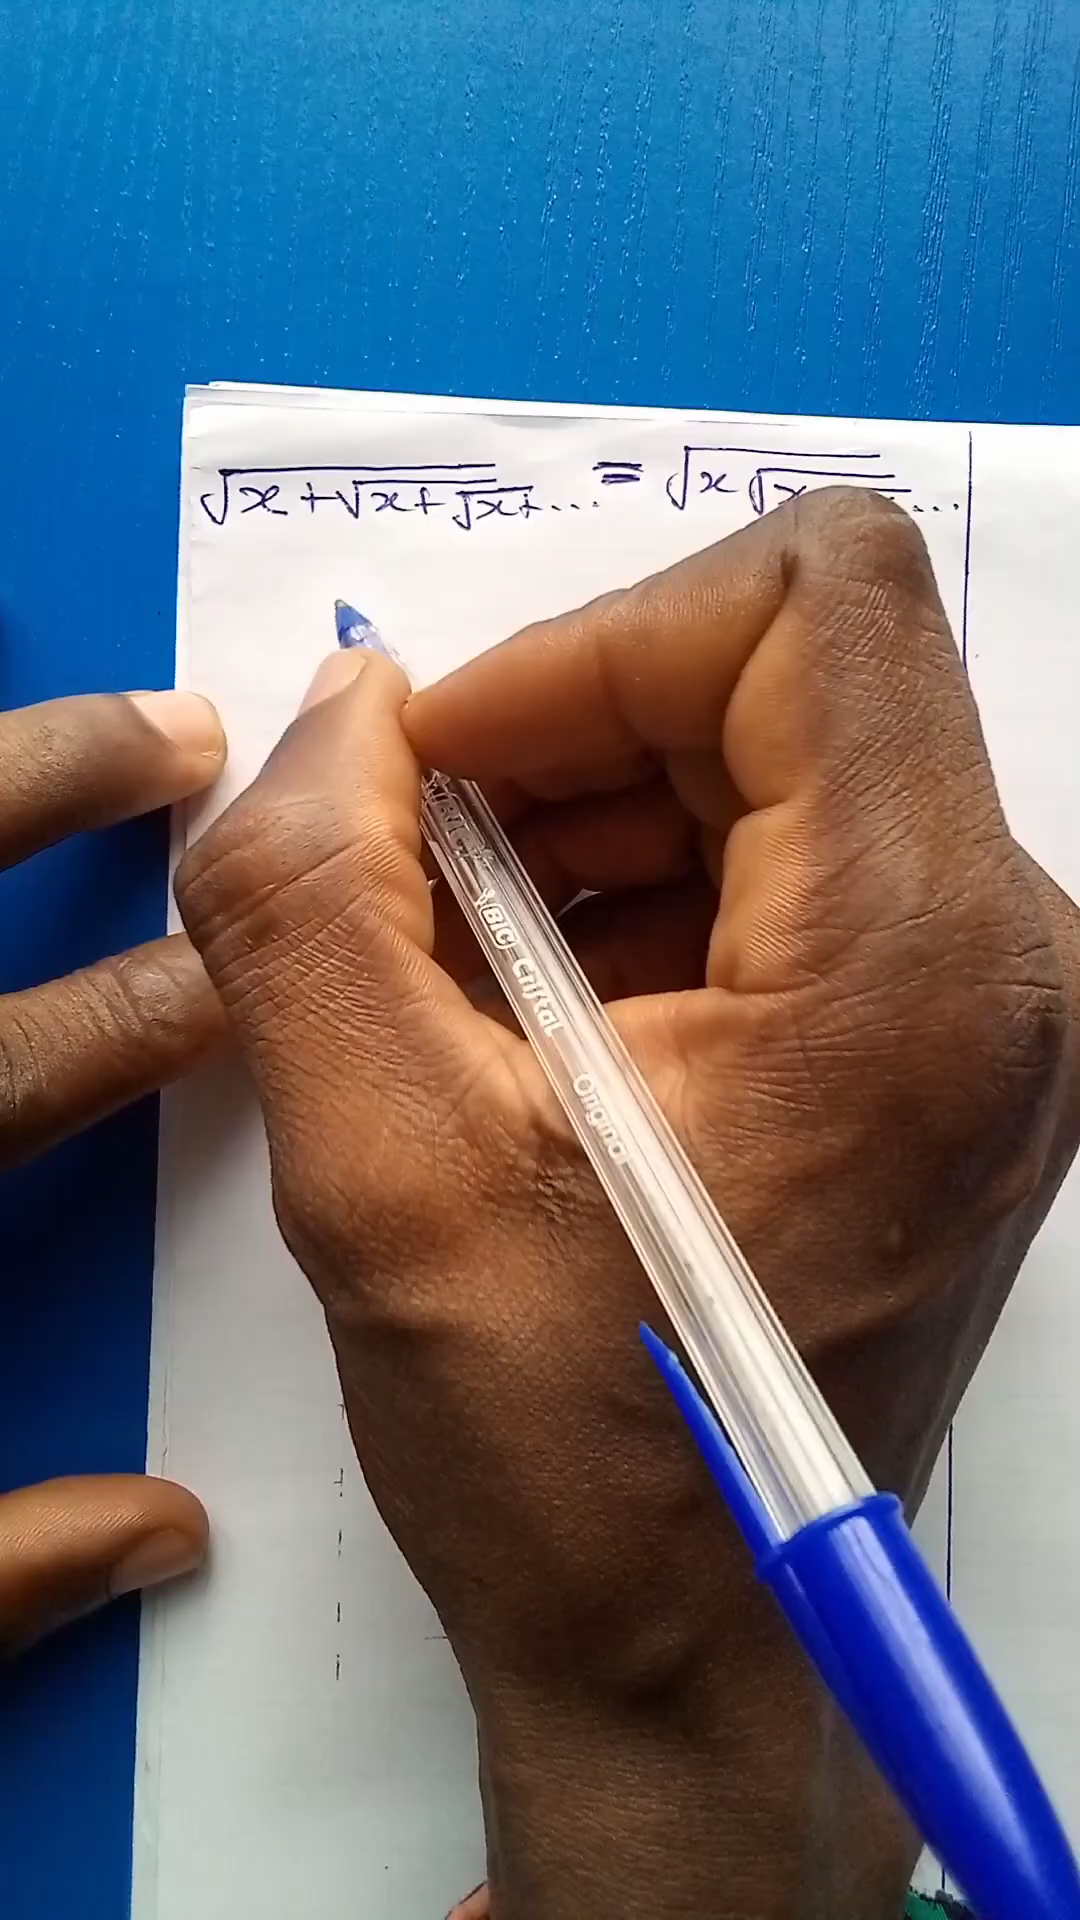 √x+√x+√x+... = √x√x ...
BIC Cristal Original